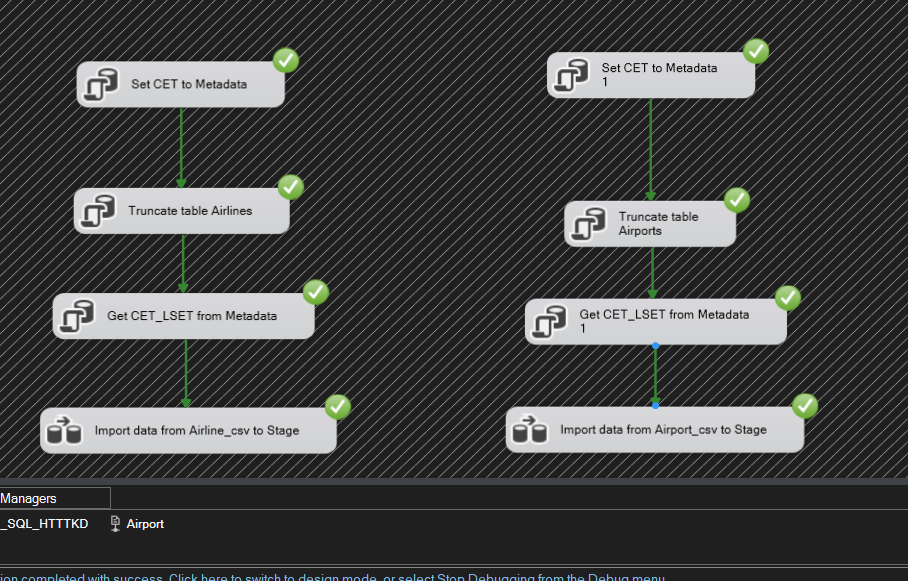 Set CET to Metadata
Truncate table Airlines
Get CET_LSET from Metadata
Import data from Airline_csv to Stage
Set CET to Metadata
1
Truncate table
Airports
Get CET_LSET from Metadata
1
Import data from Airport_csv to Stage
Managers
_SQL_HTTTKD
Airport
ion completed with success. Click here to switch to design mode, or select Stop Debugging from the Debug menu.